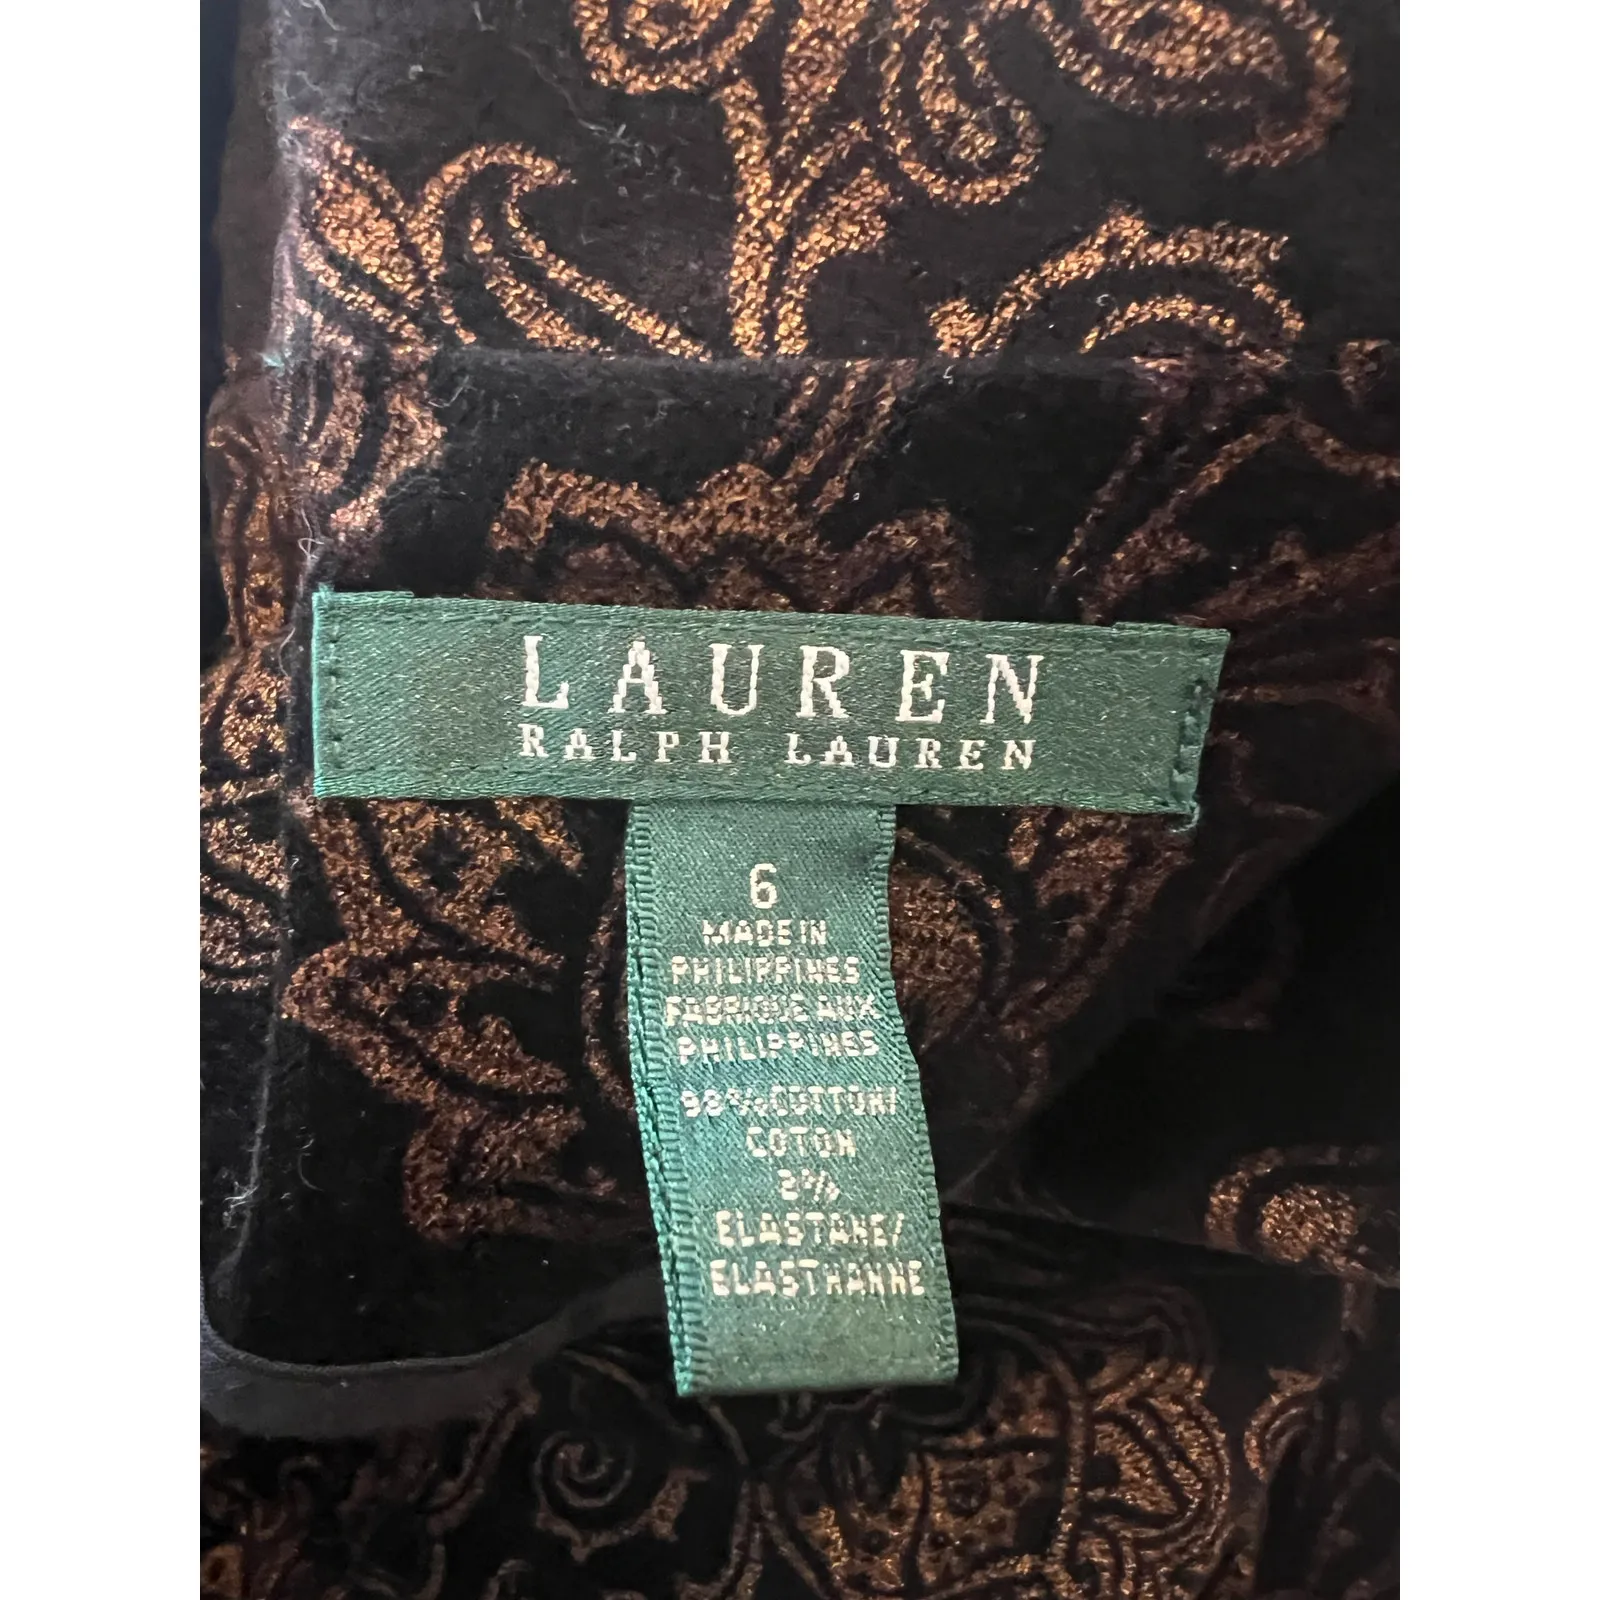 LAUREN
RALPH LAUREN
6
MADE IN
PHILIPPINES
FABRIQUE AUX
PHILIPPINES
98% COTTON/
COTON
2%
ELASTANE/
ELASTHANNE